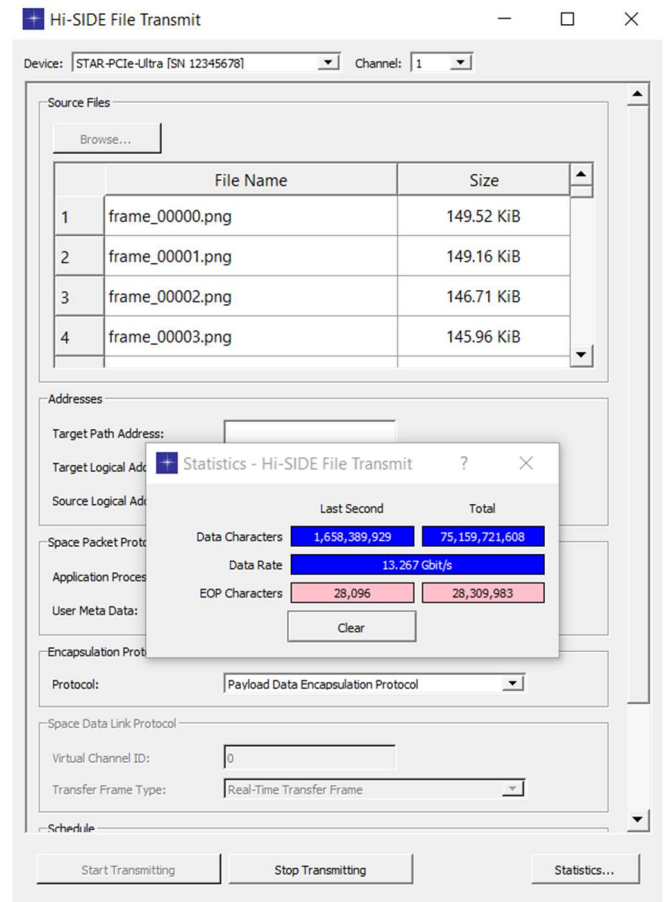 Hi-SIDE File Transmit
Device: STAR-PCIe-Ultra [SN 12345678] Channel: 1
Source Files
Browse...
File Name Size
1 frame_00000.png 149.52 KiB
2 frame_00001.png 149.16 KiB
3 frame_00002.png 146.71 KiB
4 frame_00003.png 145.96 KiB
Addresses
Target Path Address:
Target Logical Add
Source Logical Add
Statistics - Hi-SIDE File Transmit ?
Last Second Total
Data Characters 1,658,389,929 75,159,721,608
Data Rate 13.267 Gbit/s
EOP Characters 28,096 28,309,983
Clear
Space Packet Proto
Application Proces
User Meta Data:
Encapsulation Prot
Protocol: Payload Data Encapsulation Protocol
Space Data Link Protocol
Virtual Channel ID: 0
Transfer Frame Type: Real-Time Transfer Frame
Schedule
Start Transmitting Stop Transmitting Statistics...